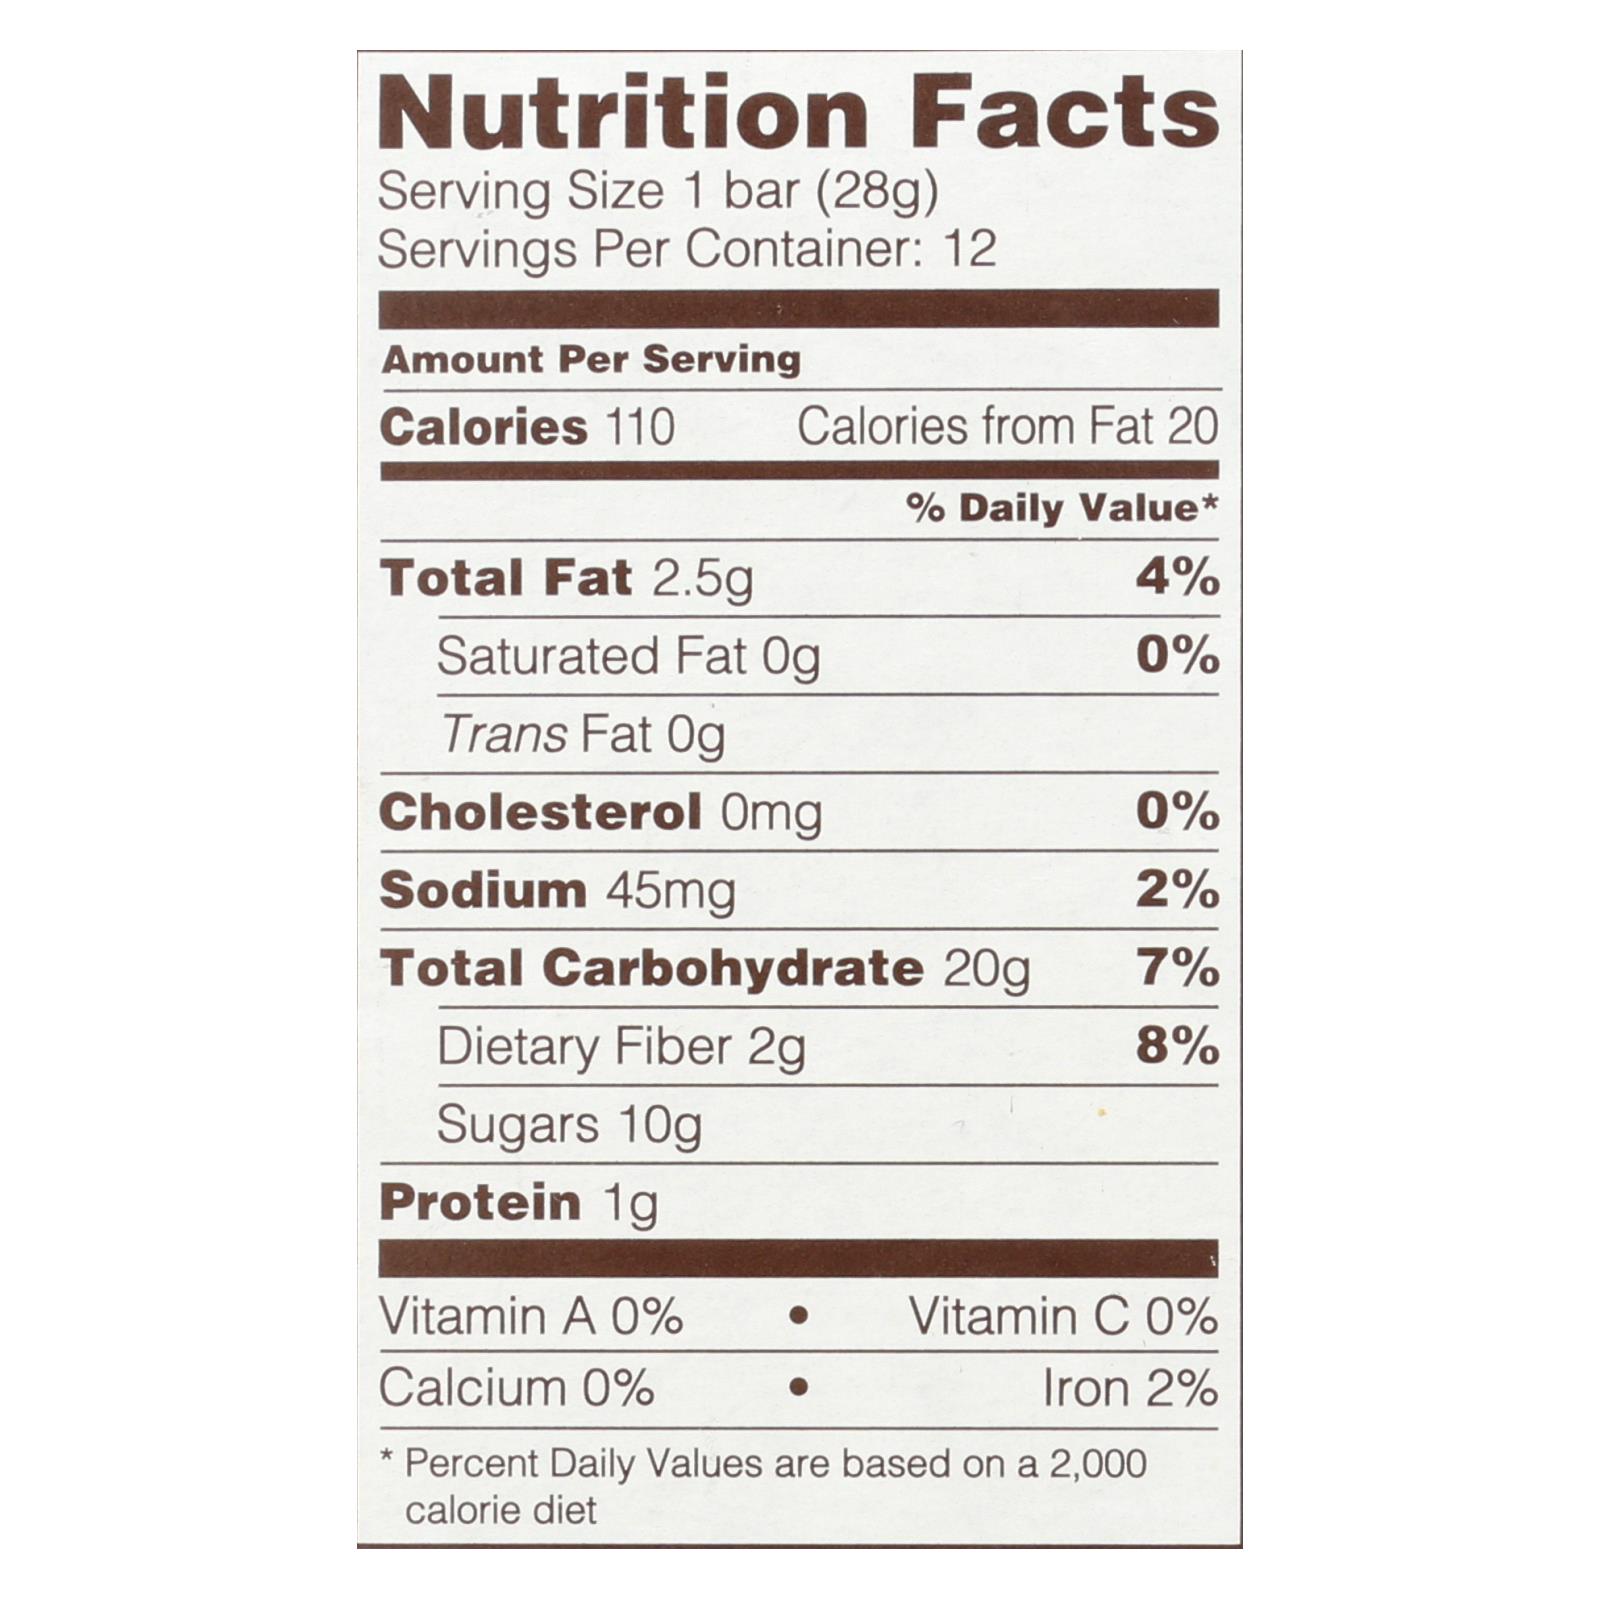 Nutrition Facts
Serving Size 1 bar (28g)
Servings Per Container: 12
Amount Per Serving
Calories 110 Calories from Fat 20
% Daily Value*
Total Fat 2.5g 4%
Saturated Fat 0g 0%
Trans Fat 0g
Cholesterol 0mg 0%
Sodium 45mg 2%
Total Carbohydrate 20g 7%
Dietary Fiber 2g 8%
Sugars 10g
Protein 1g
Vitamin A 0% • Vitamin C 0%
Calcium 0% • Iron 2%
* Percent Daily Values are based on a 2,000
calorie diet